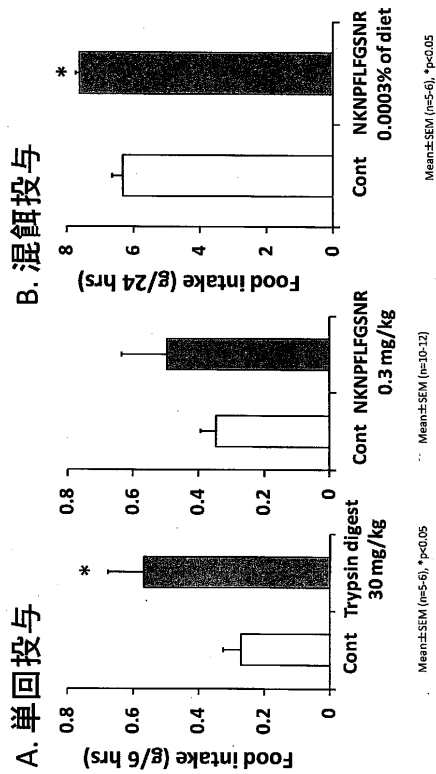 A. 単回投与
Food intake (g/6 hrs)
0.8
0.6
0.4
0.2
0
*
Cont Trypsin digest
30 mg/kg
Mean±SEM (n=5-6), *p<0.05
0.8
0.6
0.4
0.2
0
Cont NKNPFLFGSNR
0.3 mg/kg
Mean±SEM (n=10-12)
B. 混餌投与
Food intake (g/24 hrs)
8
6
4
2
0
*
Cont NKNPFLFGSNR
0.0003% of diet
Mean±SEM (n=5-6), *p<0.05